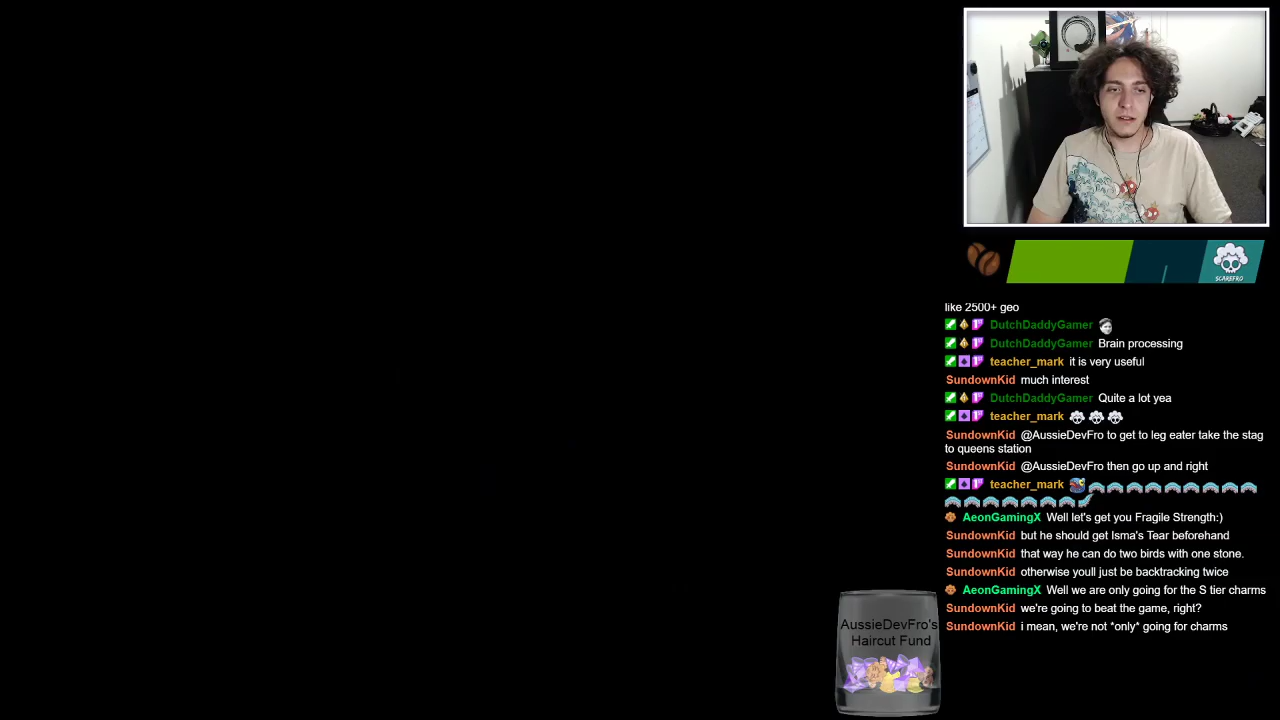 SCAREFRO
like 2500+ geo
DutchDaddyGamer
DutchDaddyGamer Brain processing
teacher_mark it is very useful
SundownKid much interest
DutchDaddyGamer Quite a lot yea
teacher_mark
SundownKid @AussieDevFro to get to leg eater take the stag
to queens station
SundownKid @AussieDevFro then go up and right
teacher_mark
AeonGamingX Well let's get you Fragile Strength:)
SundownKid but he should get Isma's Tear beforehand
SundownKid that way he can do two birds with one stone.
SundownKid otherwise youll just be backtracking twice
AeonGamingX Well we are only going for the S tier charms
SundownKid we're going to beat the game, right?
SundownKid i mean, we're not *only* going for charms
AussieDevFro's
Haircut Fund